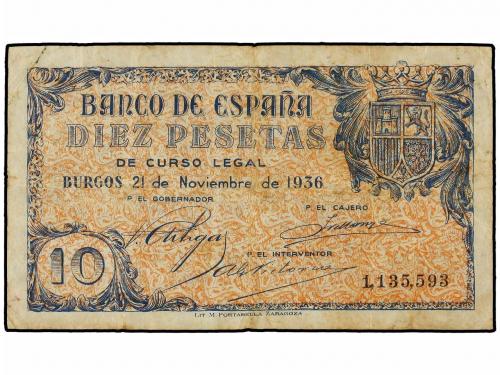 BANCO DE ESPAÑA
DIEZ PESETAS
DE CURSO LEGAL
BURGOS 21 de Noviembre de 1936
P. EL GOBERNADOR
P. EL CAJERO
P. EL INTERVENTOR
10
1,135,593
LIT. M. PORTABELLA ZARAGOZA